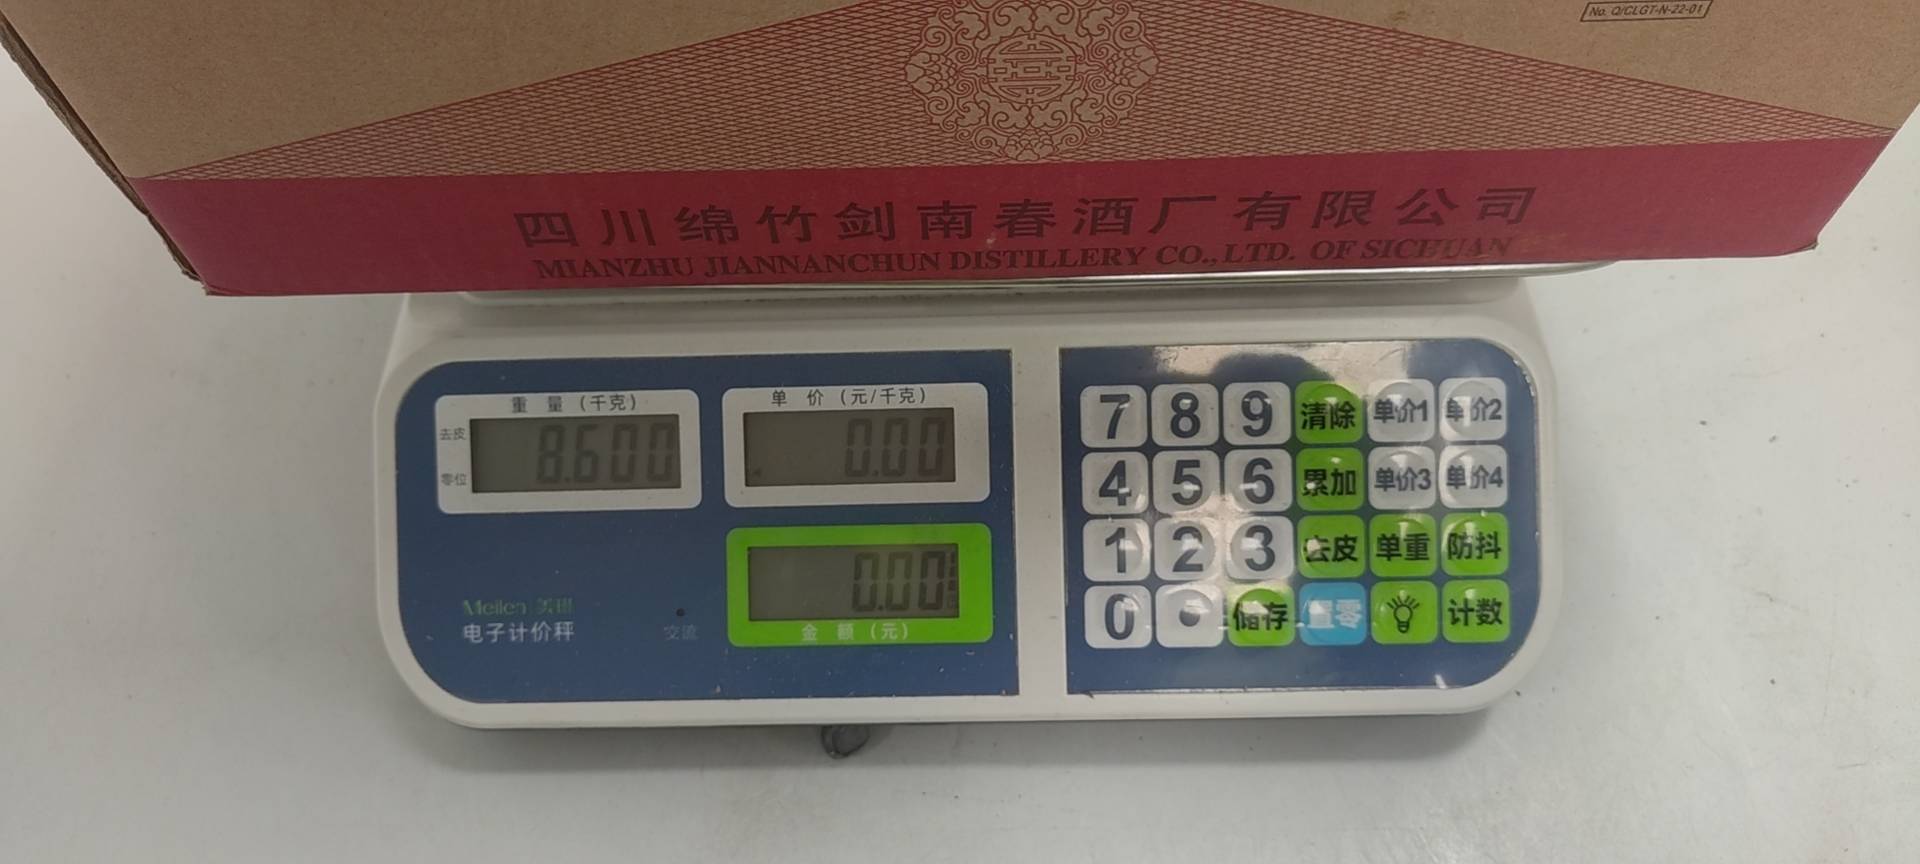 No. Q/CLGT-N-22-01
四川绵竹剑南春酒厂有限公司
MIANZHU JIANNANCHUN DISTILLERY CO.,LTD. OF SICHUAN
重 量 (千克)
去皮
零位
8.600
单 价 (元/千克)
0.00
0.00
金 额 (元)
Meilen
电子计价秤
交流
7 8 9 清除 单价1 单价2
4 5 6 累加 单价3 单价4
1 2 3 去皮 单重 防抖
0 • 储存 置零 计数